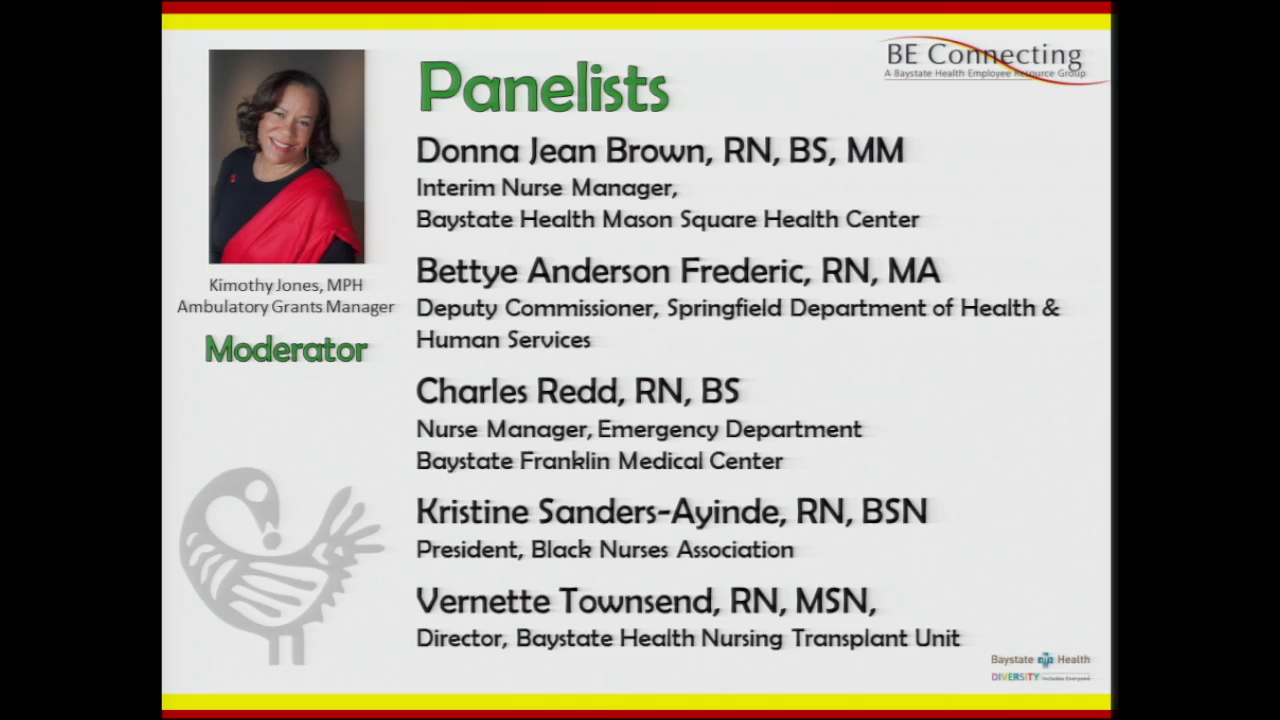 BE Connecting
A Baystate Health Employee Resource Group
Panelists
Donna Jean Brown, RN, BS, MM
Interim Nurse Manager,
Baystate Health Mason Square Health Center
Bettye Anderson Frederic, RN, MA
Deputy Commissioner, Springfield Department of Health &
Human Services
Charles Redd, RN, BS
Nurse Manager, Emergency Department
Baystate Franklin Medical Center
Kristine Sanders-Ayinde, RN, BSN
President, Black Nurses Association
Vernette Townsend, RN, MSN,
Director, Baystate Health Nursing Transplant Unit
Kimothy Jones, MPH
Ambulatory Grants Manager
Moderator
Baystate Health
DIVERSITY Includes Everyone